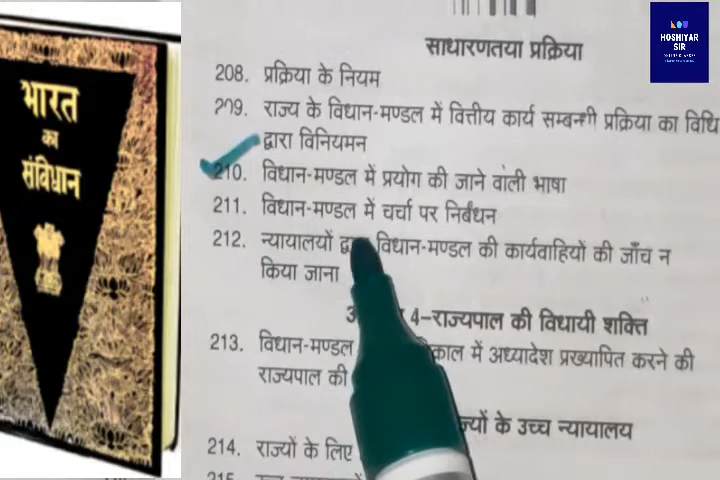 भारत
का
संविधान
HOSHIYAR
SIR
साधारणतया प्रक्रिया
208. प्रक्रिया के नियम
209. राज्य के विधान-मण्डल में वित्तीय कार्य सम्बन्धी प्रक्रिया का विधि
द्वारा विनियमन
210. विधान-मण्डल में प्रयोग की जाने वाली भाषा
211. विधान-मण्डल में चर्चा पर निर्बंधन
212. न्यायालयों विधान-मण्डल की कार्यवाहियों की जाँच न
किया जाना
4-राज्यपाल की विधायी शक्ति
213. विधान-मण्डल में अध्यादेश प्रख्यापित करने की
राज्यपाल की
के उच्च न्यायालय
214. राज्यों के लिए